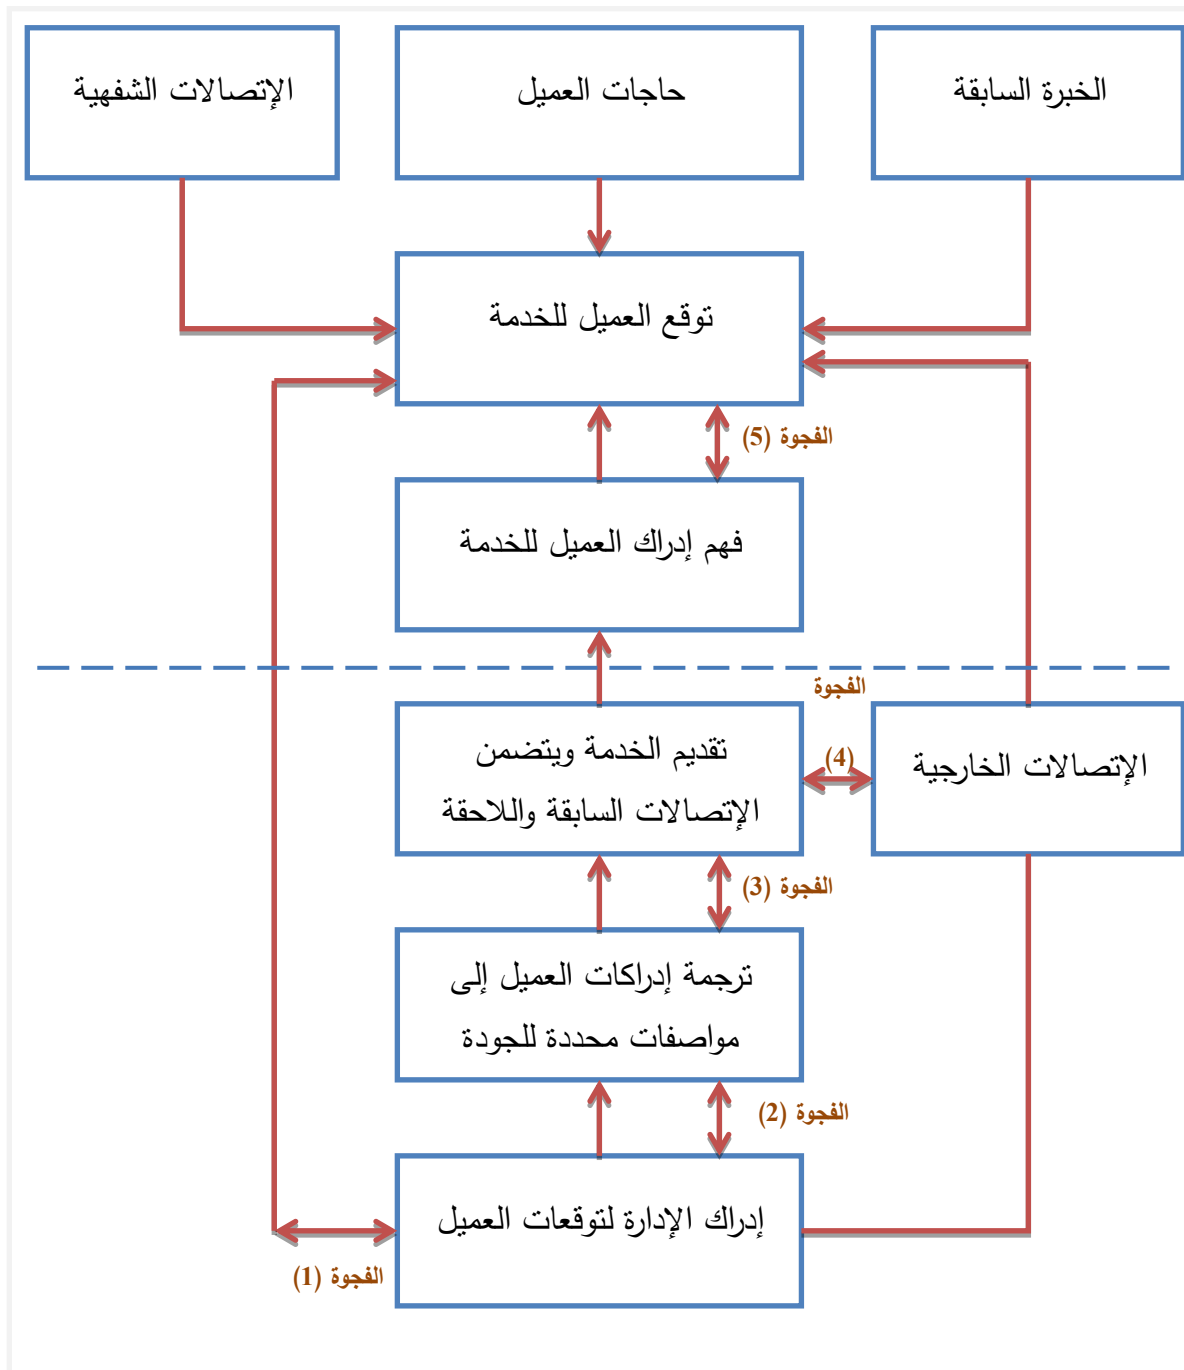 الخبرة السابقة
حاجات العميل
الإتصالات الشفهية
توقع العميل للخدمة
الفجوة (5)
فهم إدراك العميل للخدمة
الفجوة
(4)
الإتصالات الخارجية
تقديم الخدمة ويتضمن
الإتصالات السابقة واللاحقة
الفجوة (3)
ترجمة إدراكات العميل إلى
مواصفات محددة للجودة
الفجوة (2)
إدراك الإدارة لتوقعات العميل
الفجوة (1)